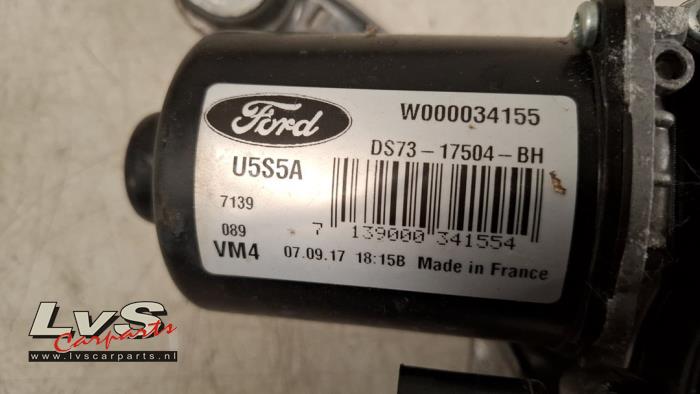 Ford
W000034155
DS73-17504-BH
U5S5A
7139
089
7 139000 341554
VM4 07.09.17 18:15B Made in France
LvS
Carparts
www.lvscarparts.nl